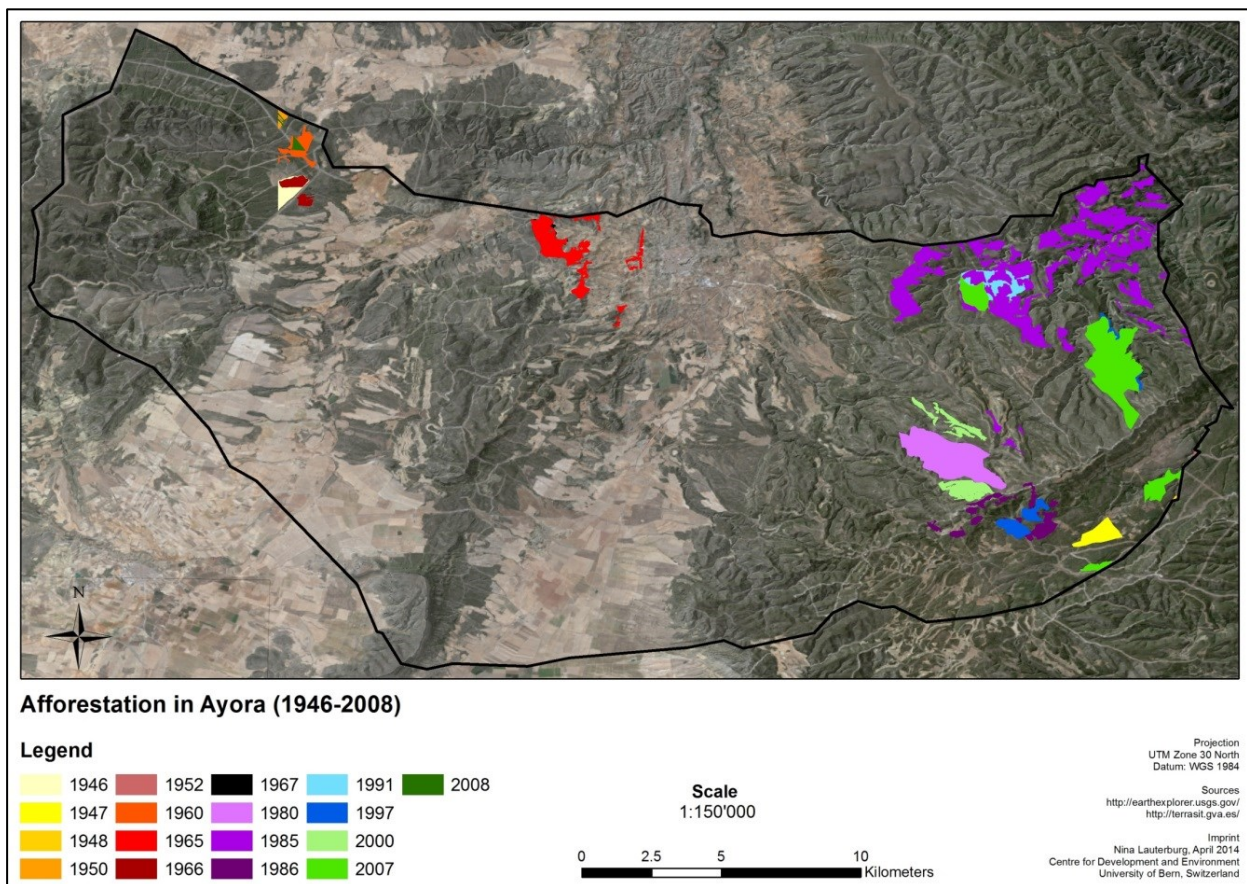 N
Afforestation in Ayora (1946-2008)
Legend
1946 1952 1967 1991 2008
1947 1960 1980 1997
1948 1965 1985 2000
1950 1966 1986 2007
Scale
1:150'000
0 2.5 5 10
Kilometers
Projection
UTM Zone 30 North
Datum: WGS 1984
Sources
http://earthexplorer.usgs.gov/
http://terrasit.gva.es/
Imprint
Nina Lauterburg, April 2014
Centre for Development and Environment
University of Bern, Switzerland